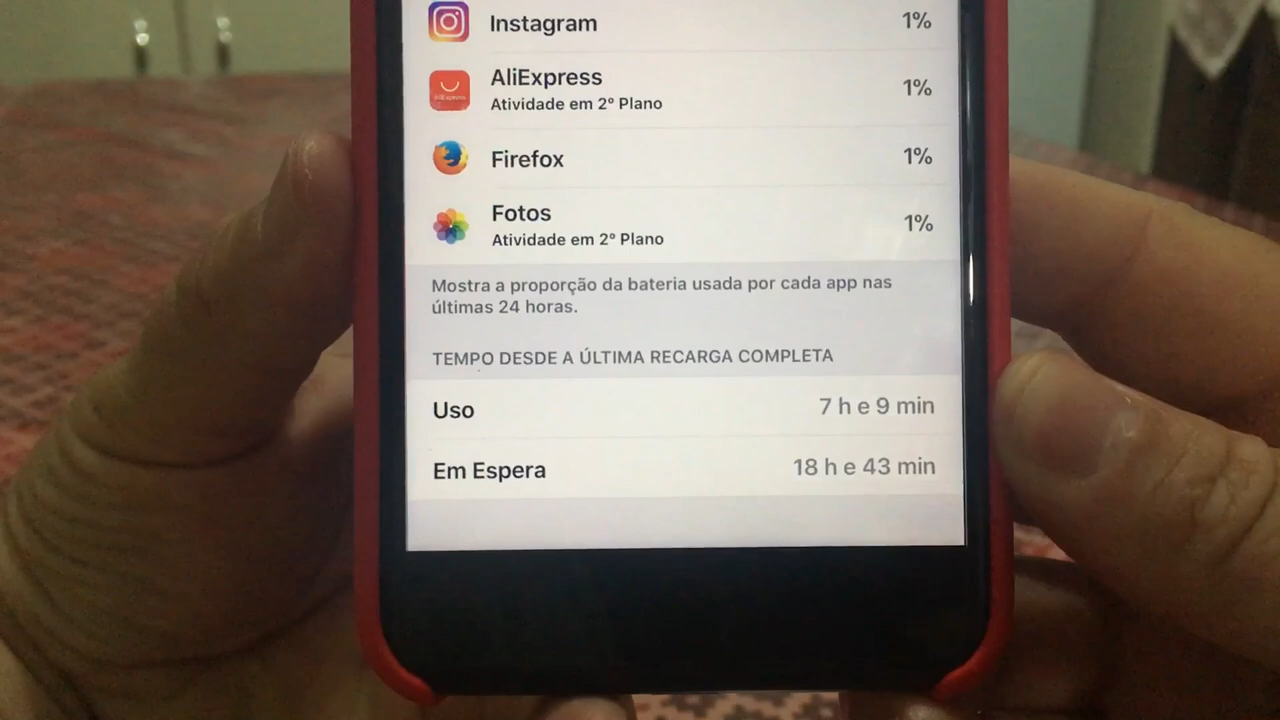 Instagram 1%
AliExpress 1%
Atividade em 2º Plano
Firefox 1%
Fotos 1%
Atividade em 2º Plano
Mostra a proporção da bateria usada por cada app nas
últimas 24 horas.
TEMPO DESDE A ÚLTIMA RECARGA COMPLETA
Uso 7 h e 9 min
Em Espera 18 h e 43 min